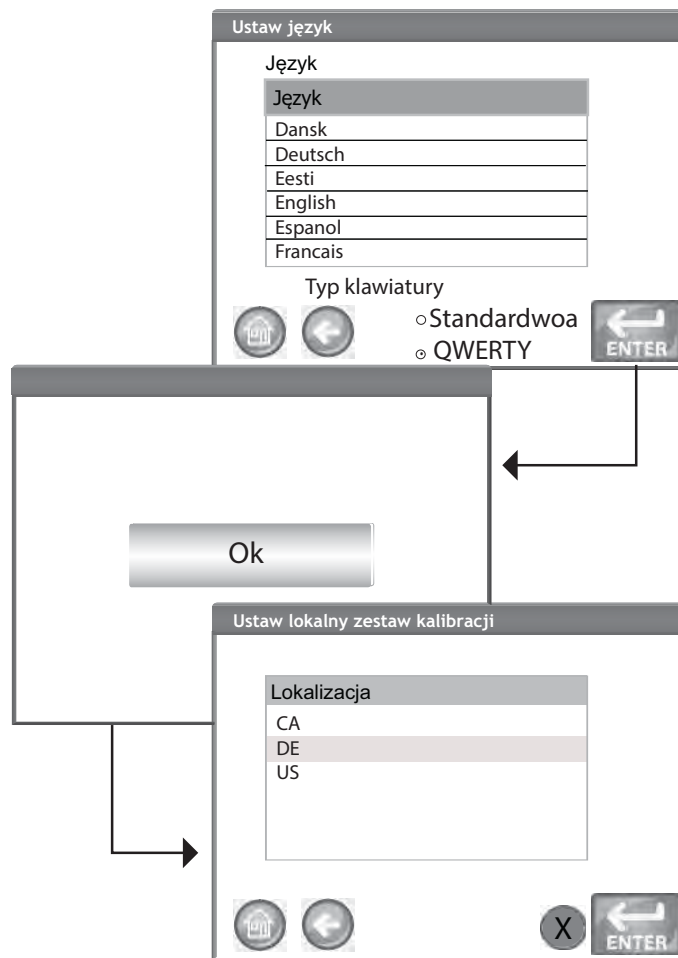 Ustaw język
Język
Język
Dansk
Deutsch
Eesti
English
Espanol
Francais
Typ klawiatury
Standardwoa
QWERTY
ENTER
Ok
Ustaw lokalny zestaw kalibracji
Lokalizacja
CA
DE
US
X
ENTER